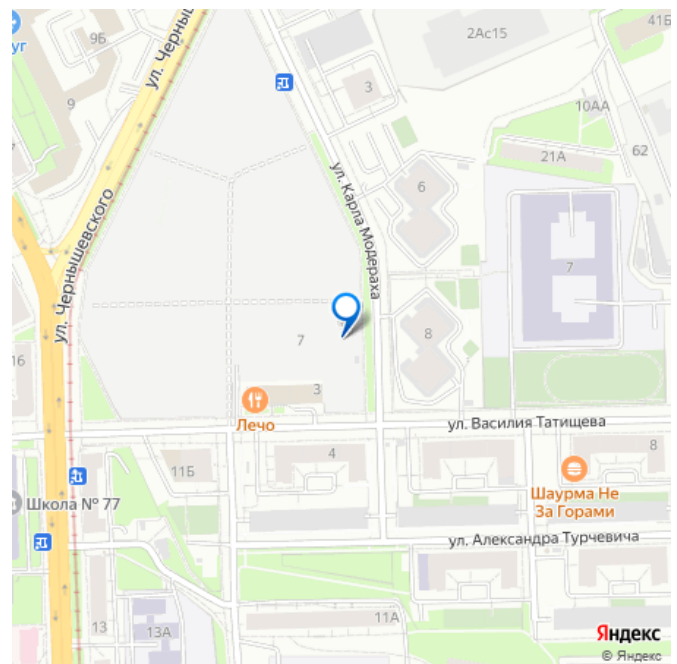 уг
9Б
ул. Черныш
9
2Ас15
41Б
3
10АА
21А
62
ул. Карла Модераха
6
ул. Чернышевского
7
8
16
7
3
Лечо
ул. Василия Татищева
4
8
11Б
Школа № 77
Шаурма Не
За Горами
ул. Александра Турчевича
11А
13
13А
Яндекс
© Яндекс